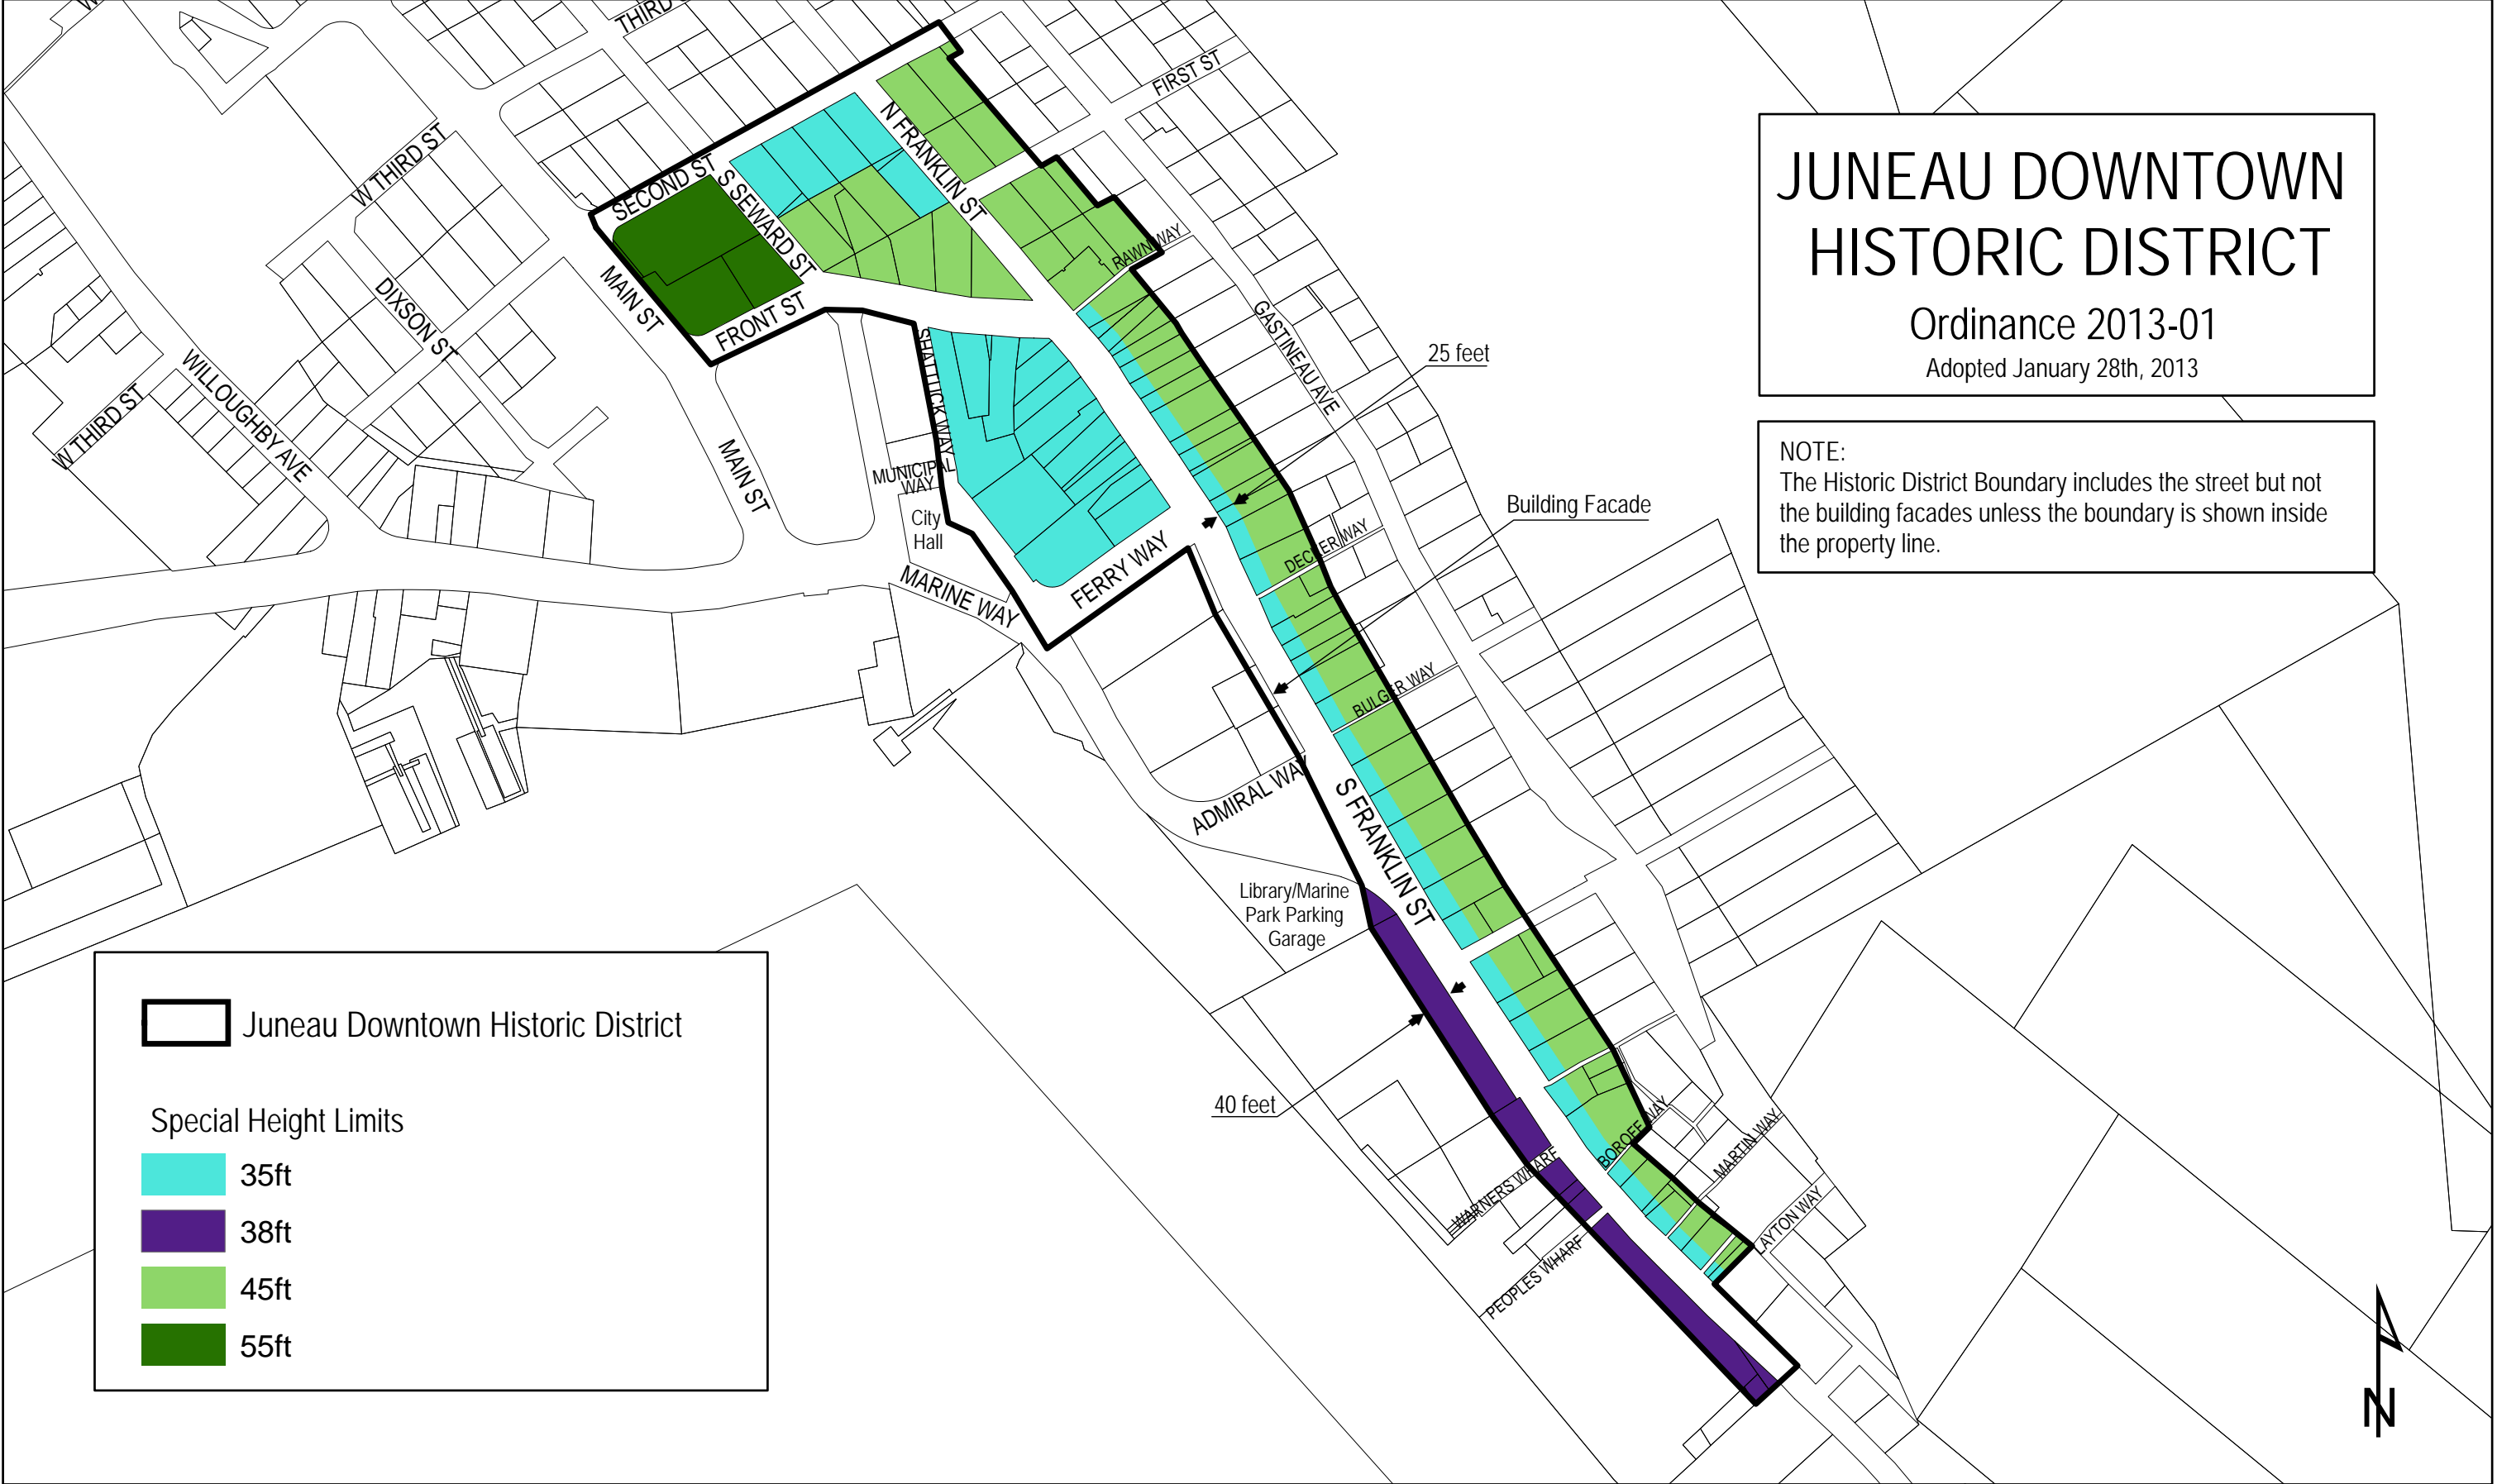 THIRD
FIRST ST
W THIRD ST
SECOND ST
S SEWARD ST
N FRANKLIN ST
RAWN WAY
MAIN ST
FRONT ST
DIXSON ST
GASTINEAU AVE
WILLOUGHBY AVE
W THIRD ST
SHATTUCK WAY
MUNICIPAL
WAY
MAIN ST
City
Hall
FERRY WAY
MARINE WAY
25 feet
Building Facade
DECKER WAY
BULGER WAY
ADMIRAL WAY
S FRANKLIN ST
Library/Marine
Park Parking
Garage
40 feet
BOROFF WAY
MARTIN WAY
WARNERS WHARF
AYTON WAY
PEOPLES WHARF
JUNEAU DOWNTOWN
HISTORIC DISTRICT
Ordinance 2013-01
Adopted January 28th, 2013
NOTE:
The Historic District Boundary includes the street but not
the building facades unless the boundary is shown inside
the property line.
Juneau Downtown Historic District
Special Height Limits
35ft
38ft
45ft
55ft
N